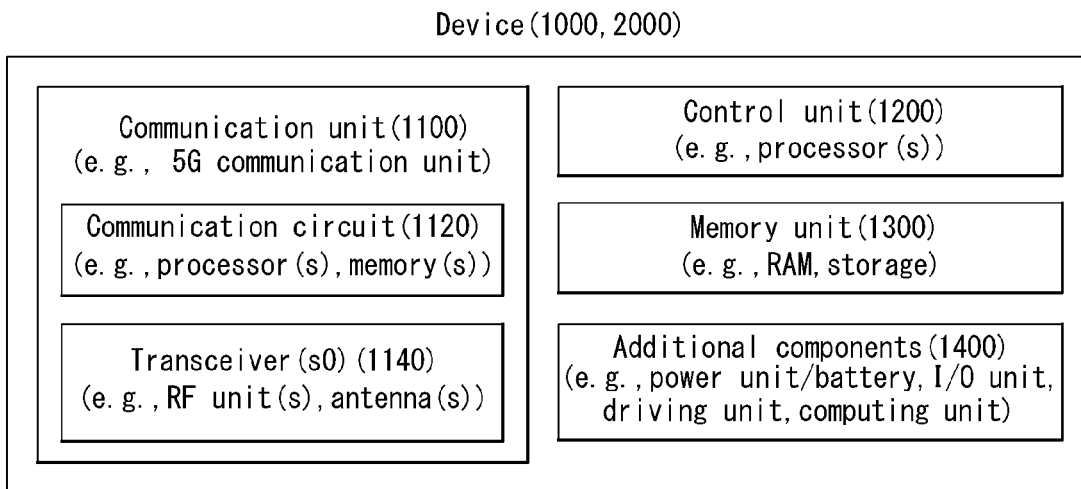 Device(1000,2000)
Communication unit(1100)
(e.g., 5G communication unit)
Communication circuit(1120)
(e.g.,processor(s),memory(s))
Transceiver(s0)(1140)
(e.g.,RF unit(s),antenna(s))
Control unit(1200)
(e.g.,processor(s))
Memory unit(1300)
(e.g.,RAM,storage)
Additional components(1400)
(e.g.,power unit/battery,I/O unit,
driving unit,computing unit)